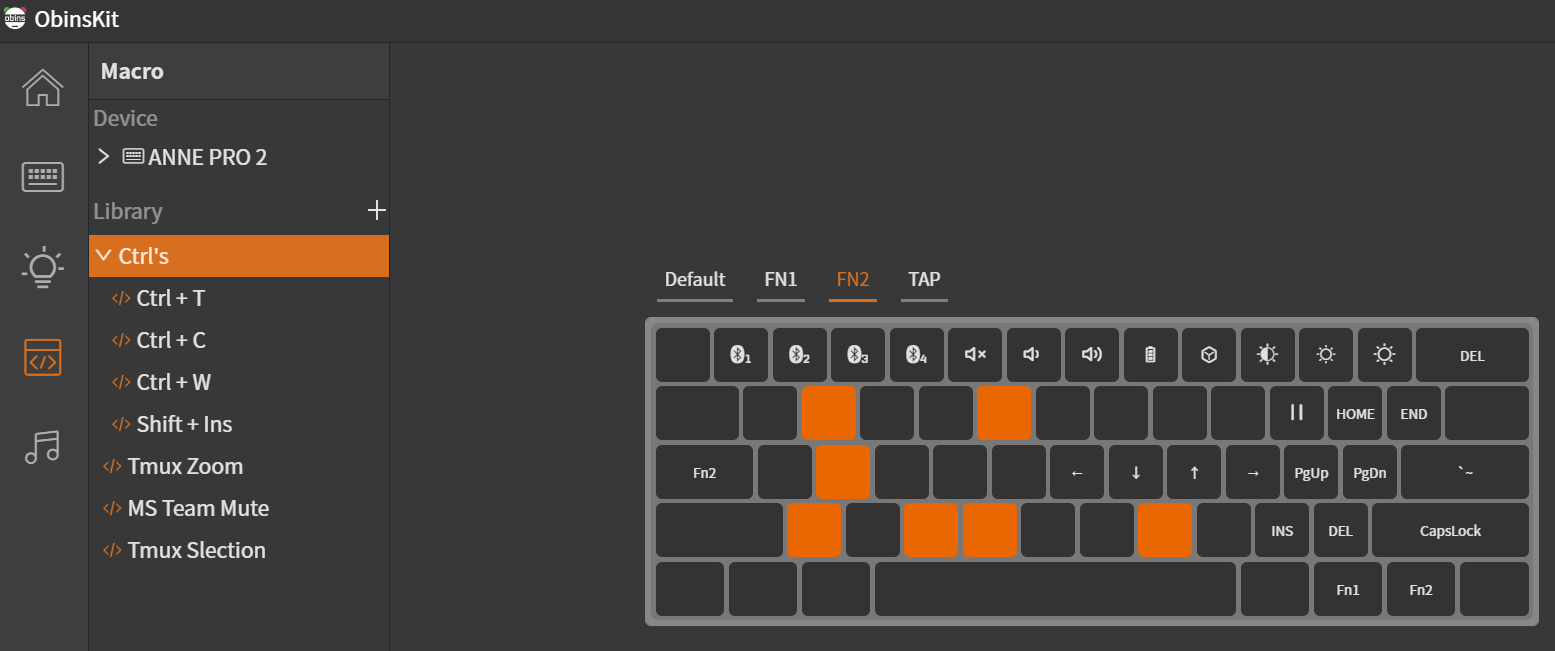 obins ObinsKit
Macro
Device
ANNE PRO 2
Library
Ctrl's
</> Ctrl + T
</> Ctrl + C
</> Ctrl + W
</> Shift + Ins
</> Tmux Zoom
</> MS Team Mute
</> Tmux Slection
Default FN1 FN2 TAP
1 2 3 4 DEL
HOME END
Fn2 ← ↓ ↑ → PgUp PgDn `~
INS DEL CapsLock
Fn1 Fn2